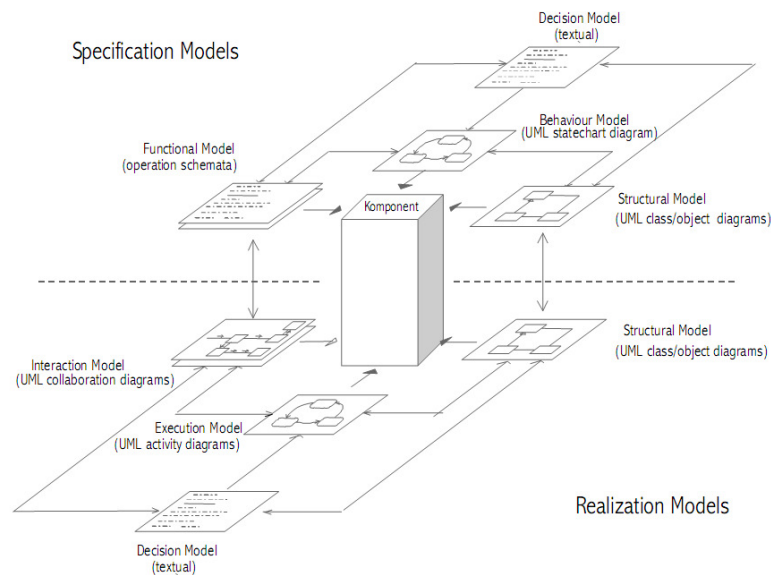 Decision Model
(textual)
Specification Models
Behaviour Model
(UML statechart diagram)
Functional Model
(operation schemata)
Komponent
Structural Model
(UML class/object diagrams)
Structural Model
(UML class/object diagrams)
Interaction Model
(UML collaboration diagrams)
Execution Model
(UML activity diagrams)
Realization Models
Decision Model
(textual)